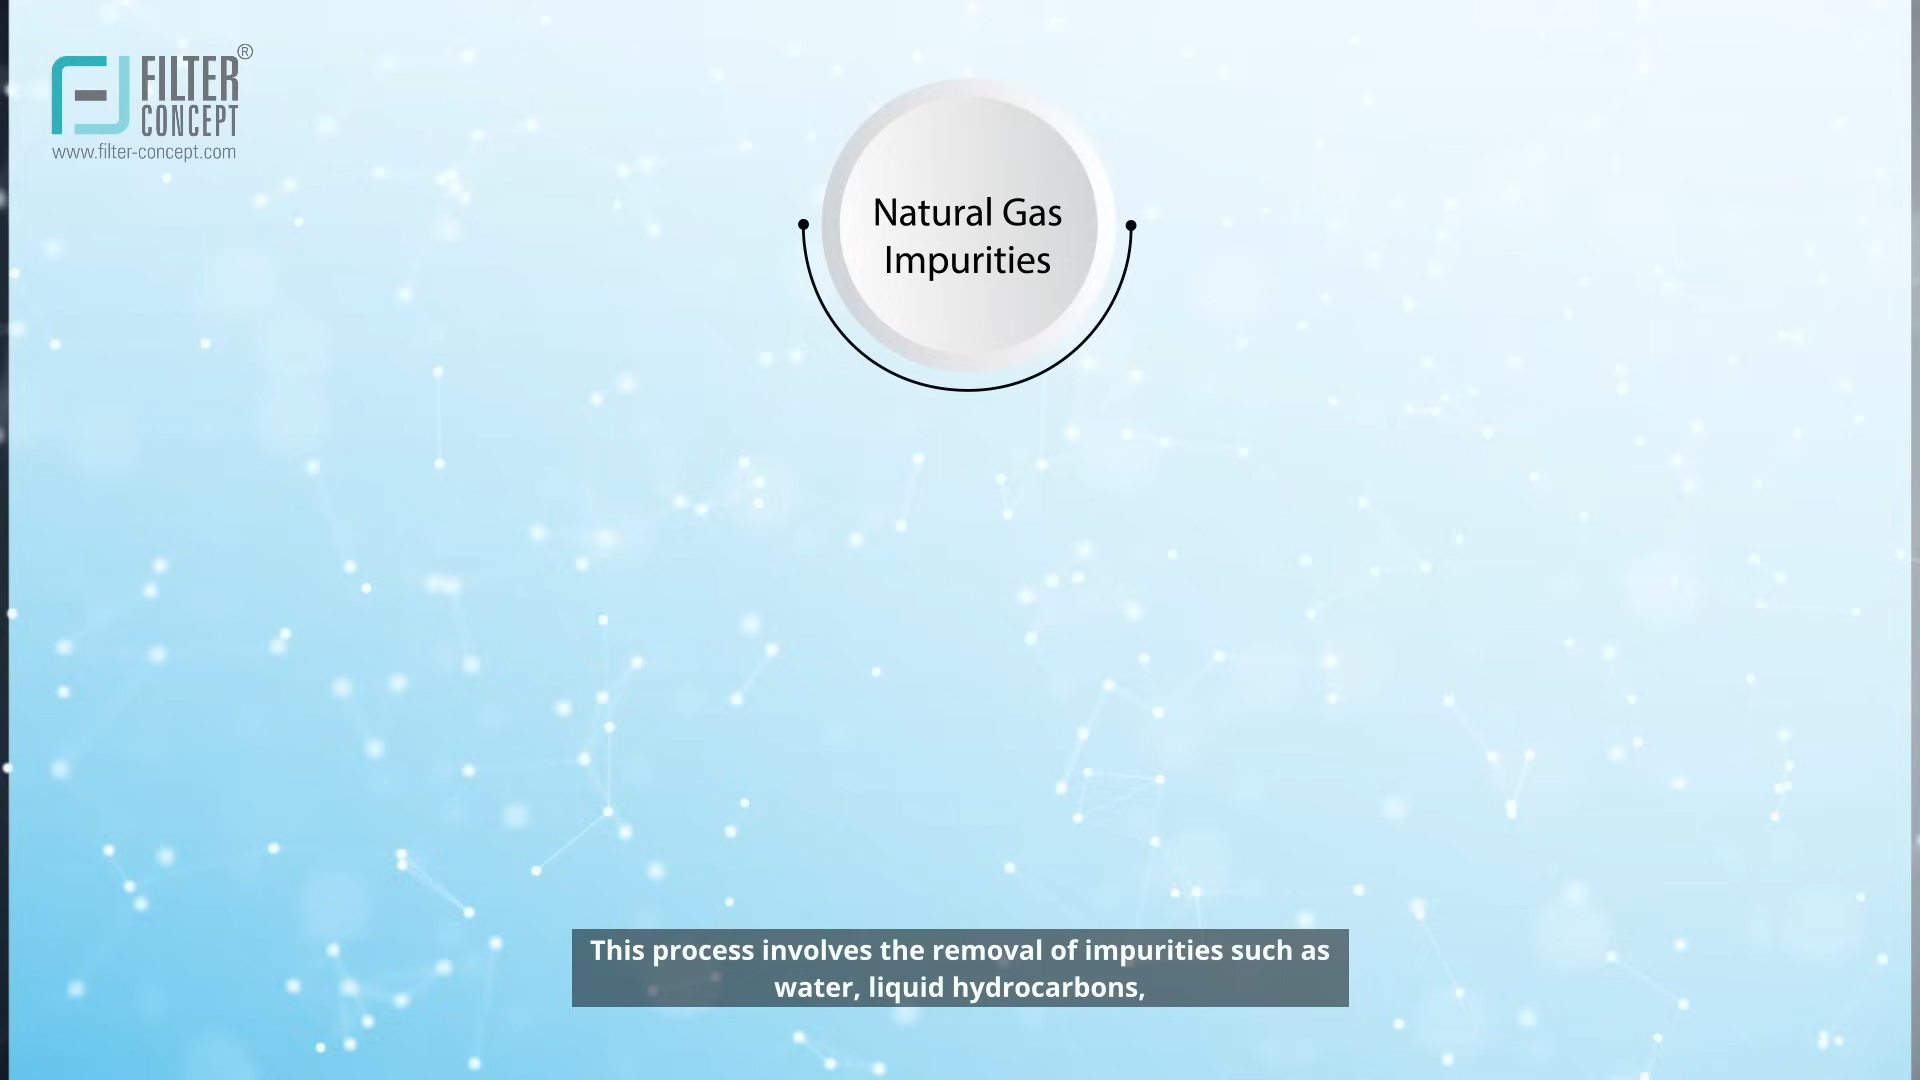 FILTER®
CONCEPT
www.filter-concept.com
Natural Gas
Impurities
This process involves the removal of impurities such as
water, liquid hydrocarbons,